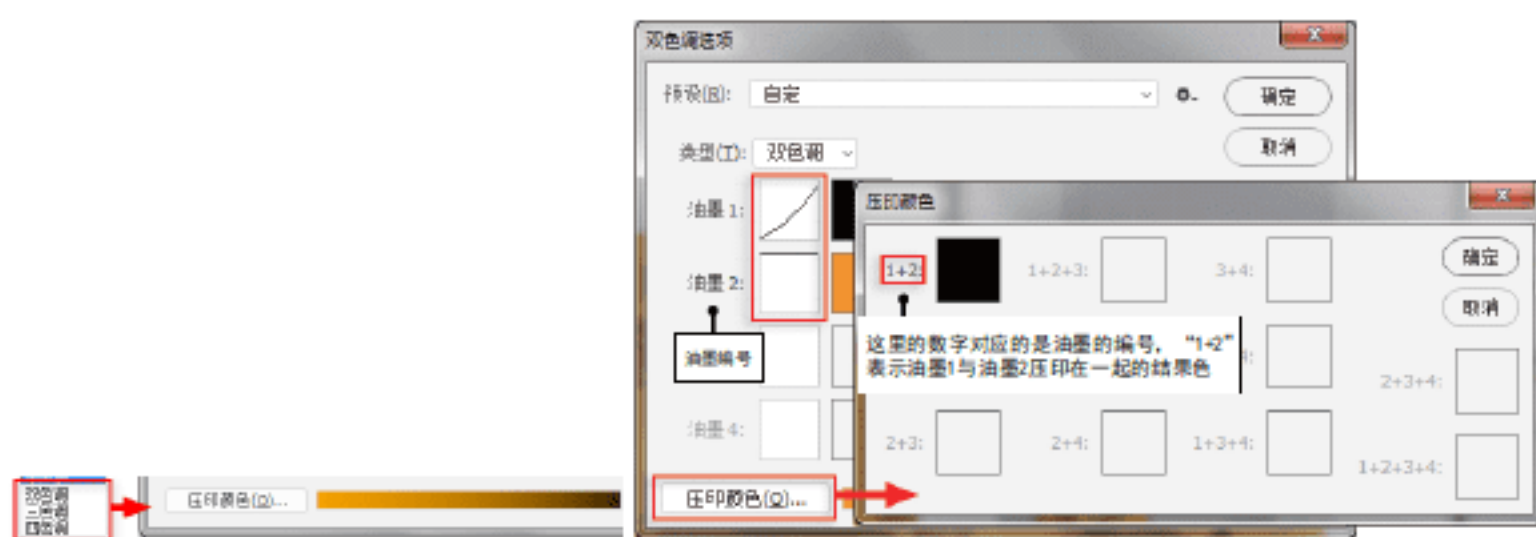 双色调选项
预设(R): 自定
确定
类型(T): 双色调
取消
油墨 1:
油墨 2:
油墨编号
油墨 4:
压印颜色(O)...
压印颜色
1+2:
1+2+3:
3+4:
确定
取消
这里的数字对应的是油墨的编号，“1+2”
表示油墨1与油墨2压印在一起的结果色
4:
2+3+4:
2+3:
2+4:
1+3+4:
1+2+3+4:
双色调
三色调
四色调
压印颜色(O)...